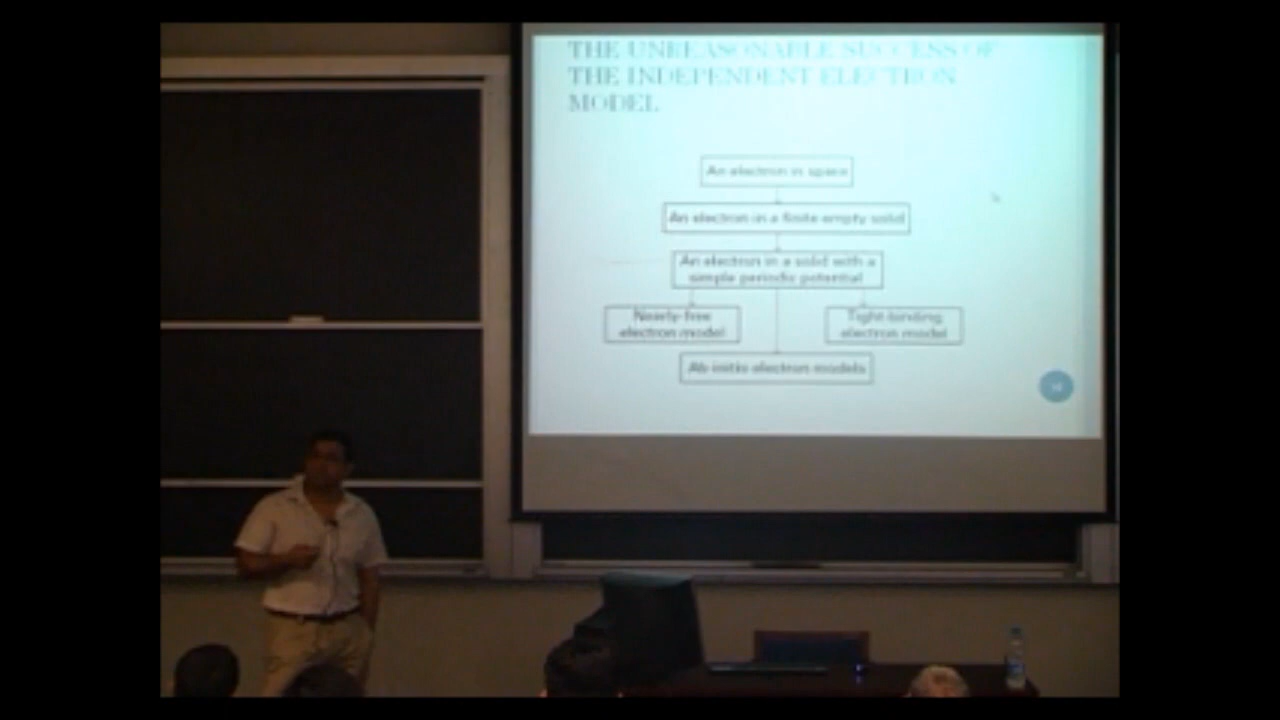 THE UNREASONABLE SUCCESS OF
THE INDEPENDENT ELECTRON
MODEL
An electron in space
An electron in a finite empty solid
An electron in a solid with a
simple periodic potential
Nearly-free
electron model
Tight-binding
electron model
Ab initio electron models